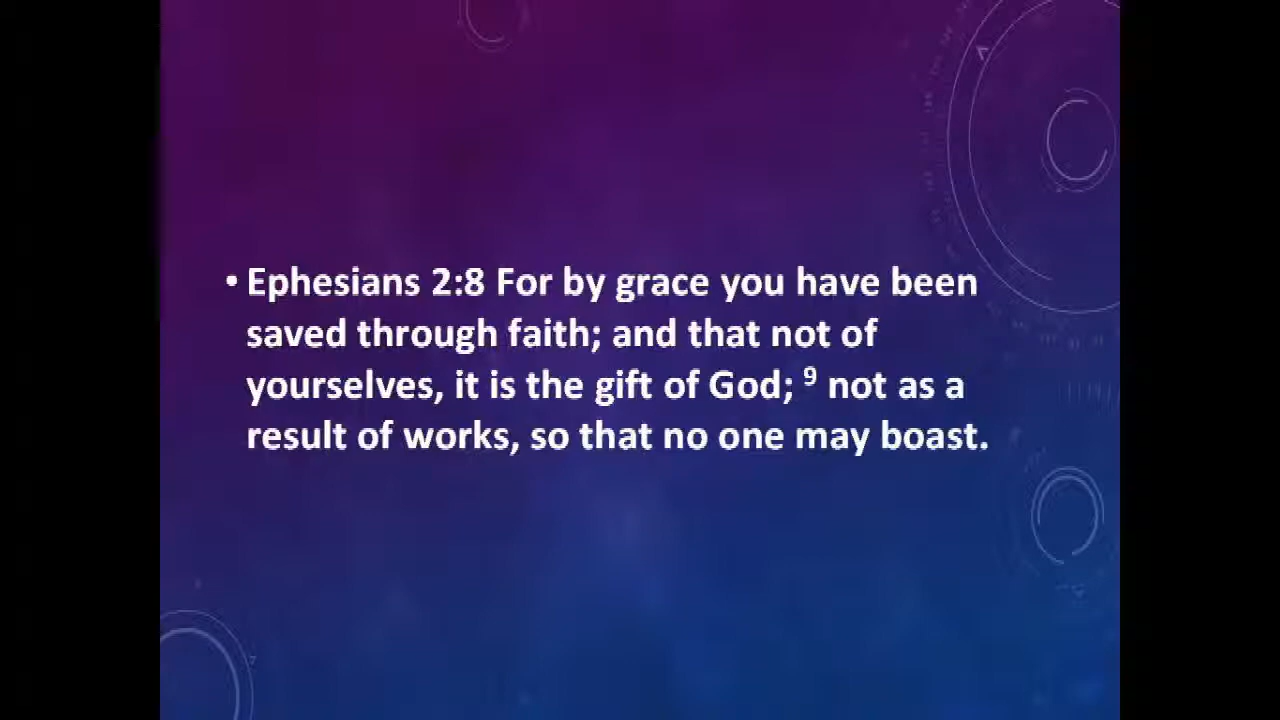 • Ephesians 2:8 For by grace you have been
saved through faith; and that not of
yourselves, it is the gift of God; ⁹ not as a
result of works, so that no one may boast.